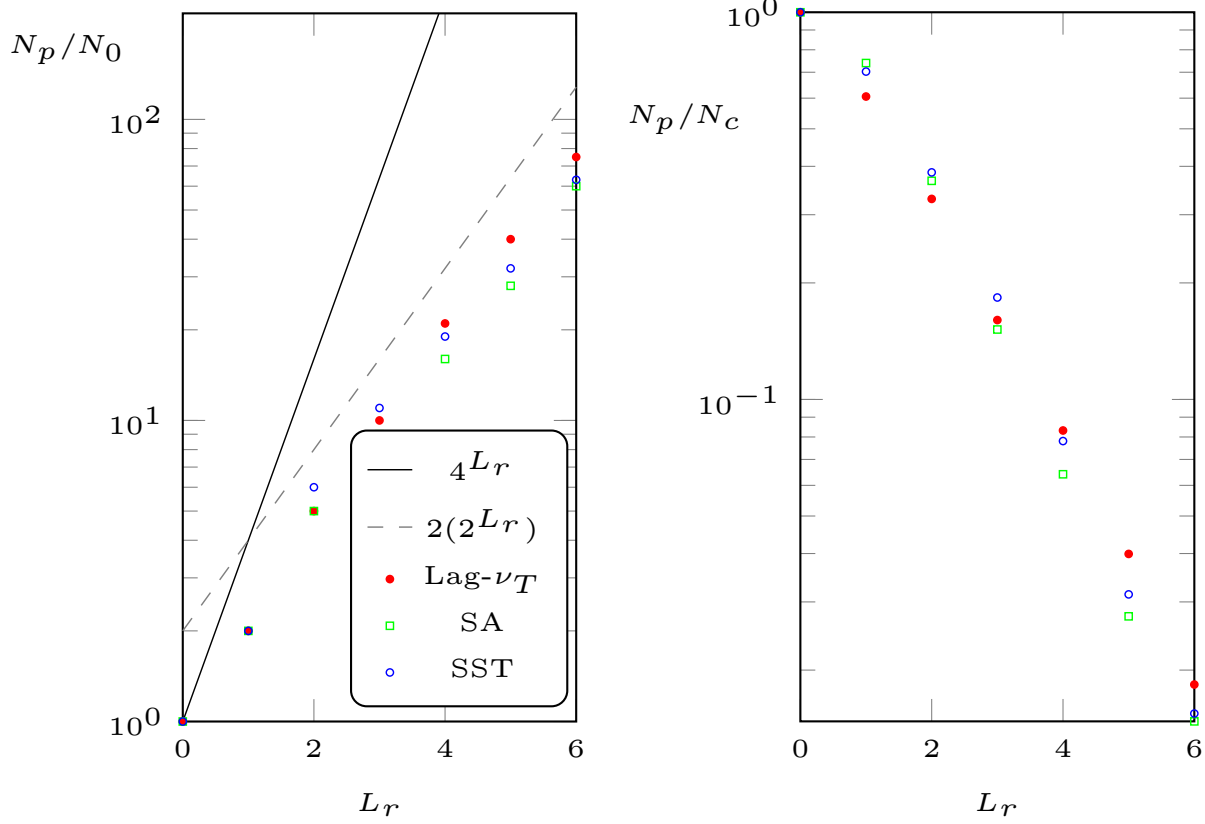 N_p/N_0
10^2
10^1
10^0
0 2 4 6
L_r
4^{L_r}
2(2^{L_r})
Lag-ν_T
SA
SST
N_p/N_c
10^0
10^{−1}
0 2 4 6
L_r